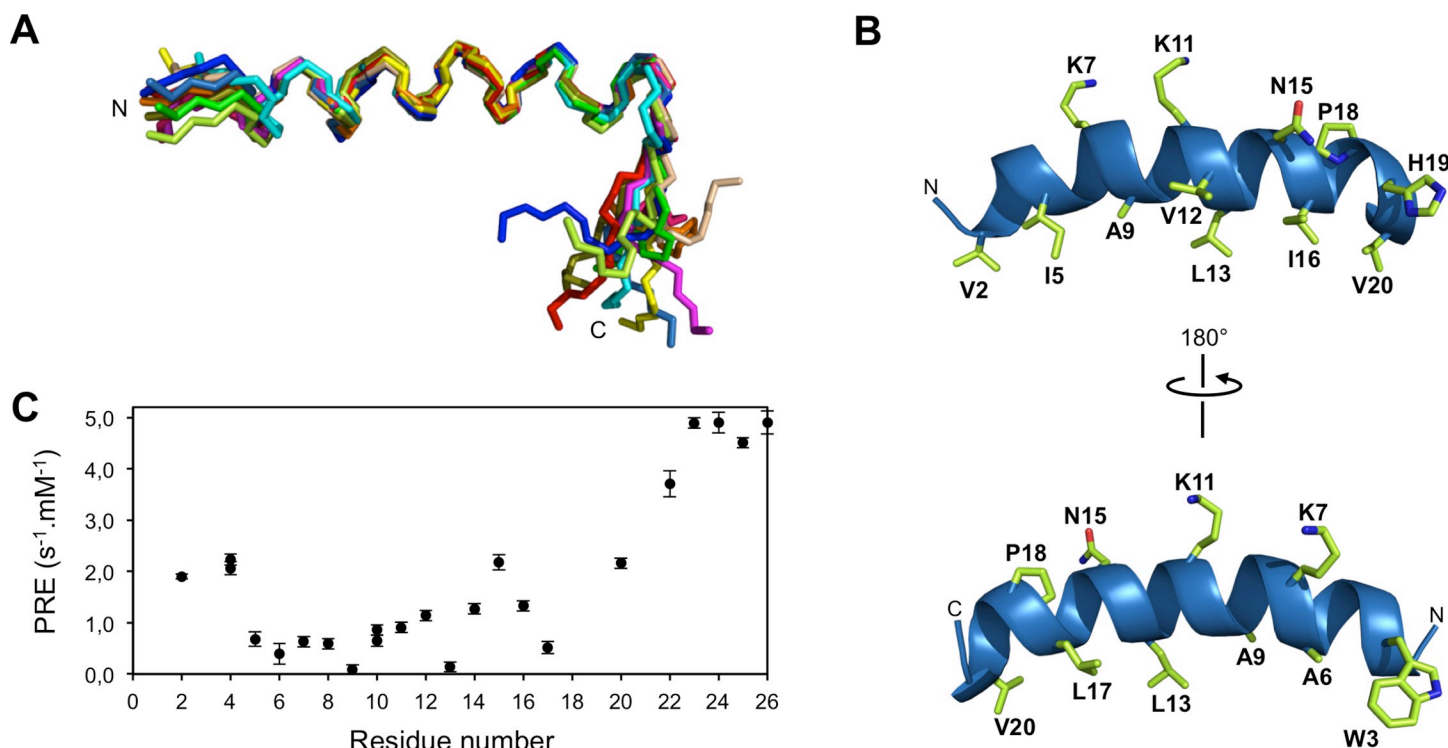 A
N
C
B
K7
K11
N15
P18
H19
N
V2
I5
A9
V12
L13
I16
V20
180°
K11
N15
K7
P18
C
N
A9
A6
L17
L13
V20
W3
C
5,0
4,0
3,0
2,0
1,0
0,0
PRE (s⁻¹.mM⁻¹)
0 2 4 6 8 10 12 14 16 18 20 22 24 26
Residue number